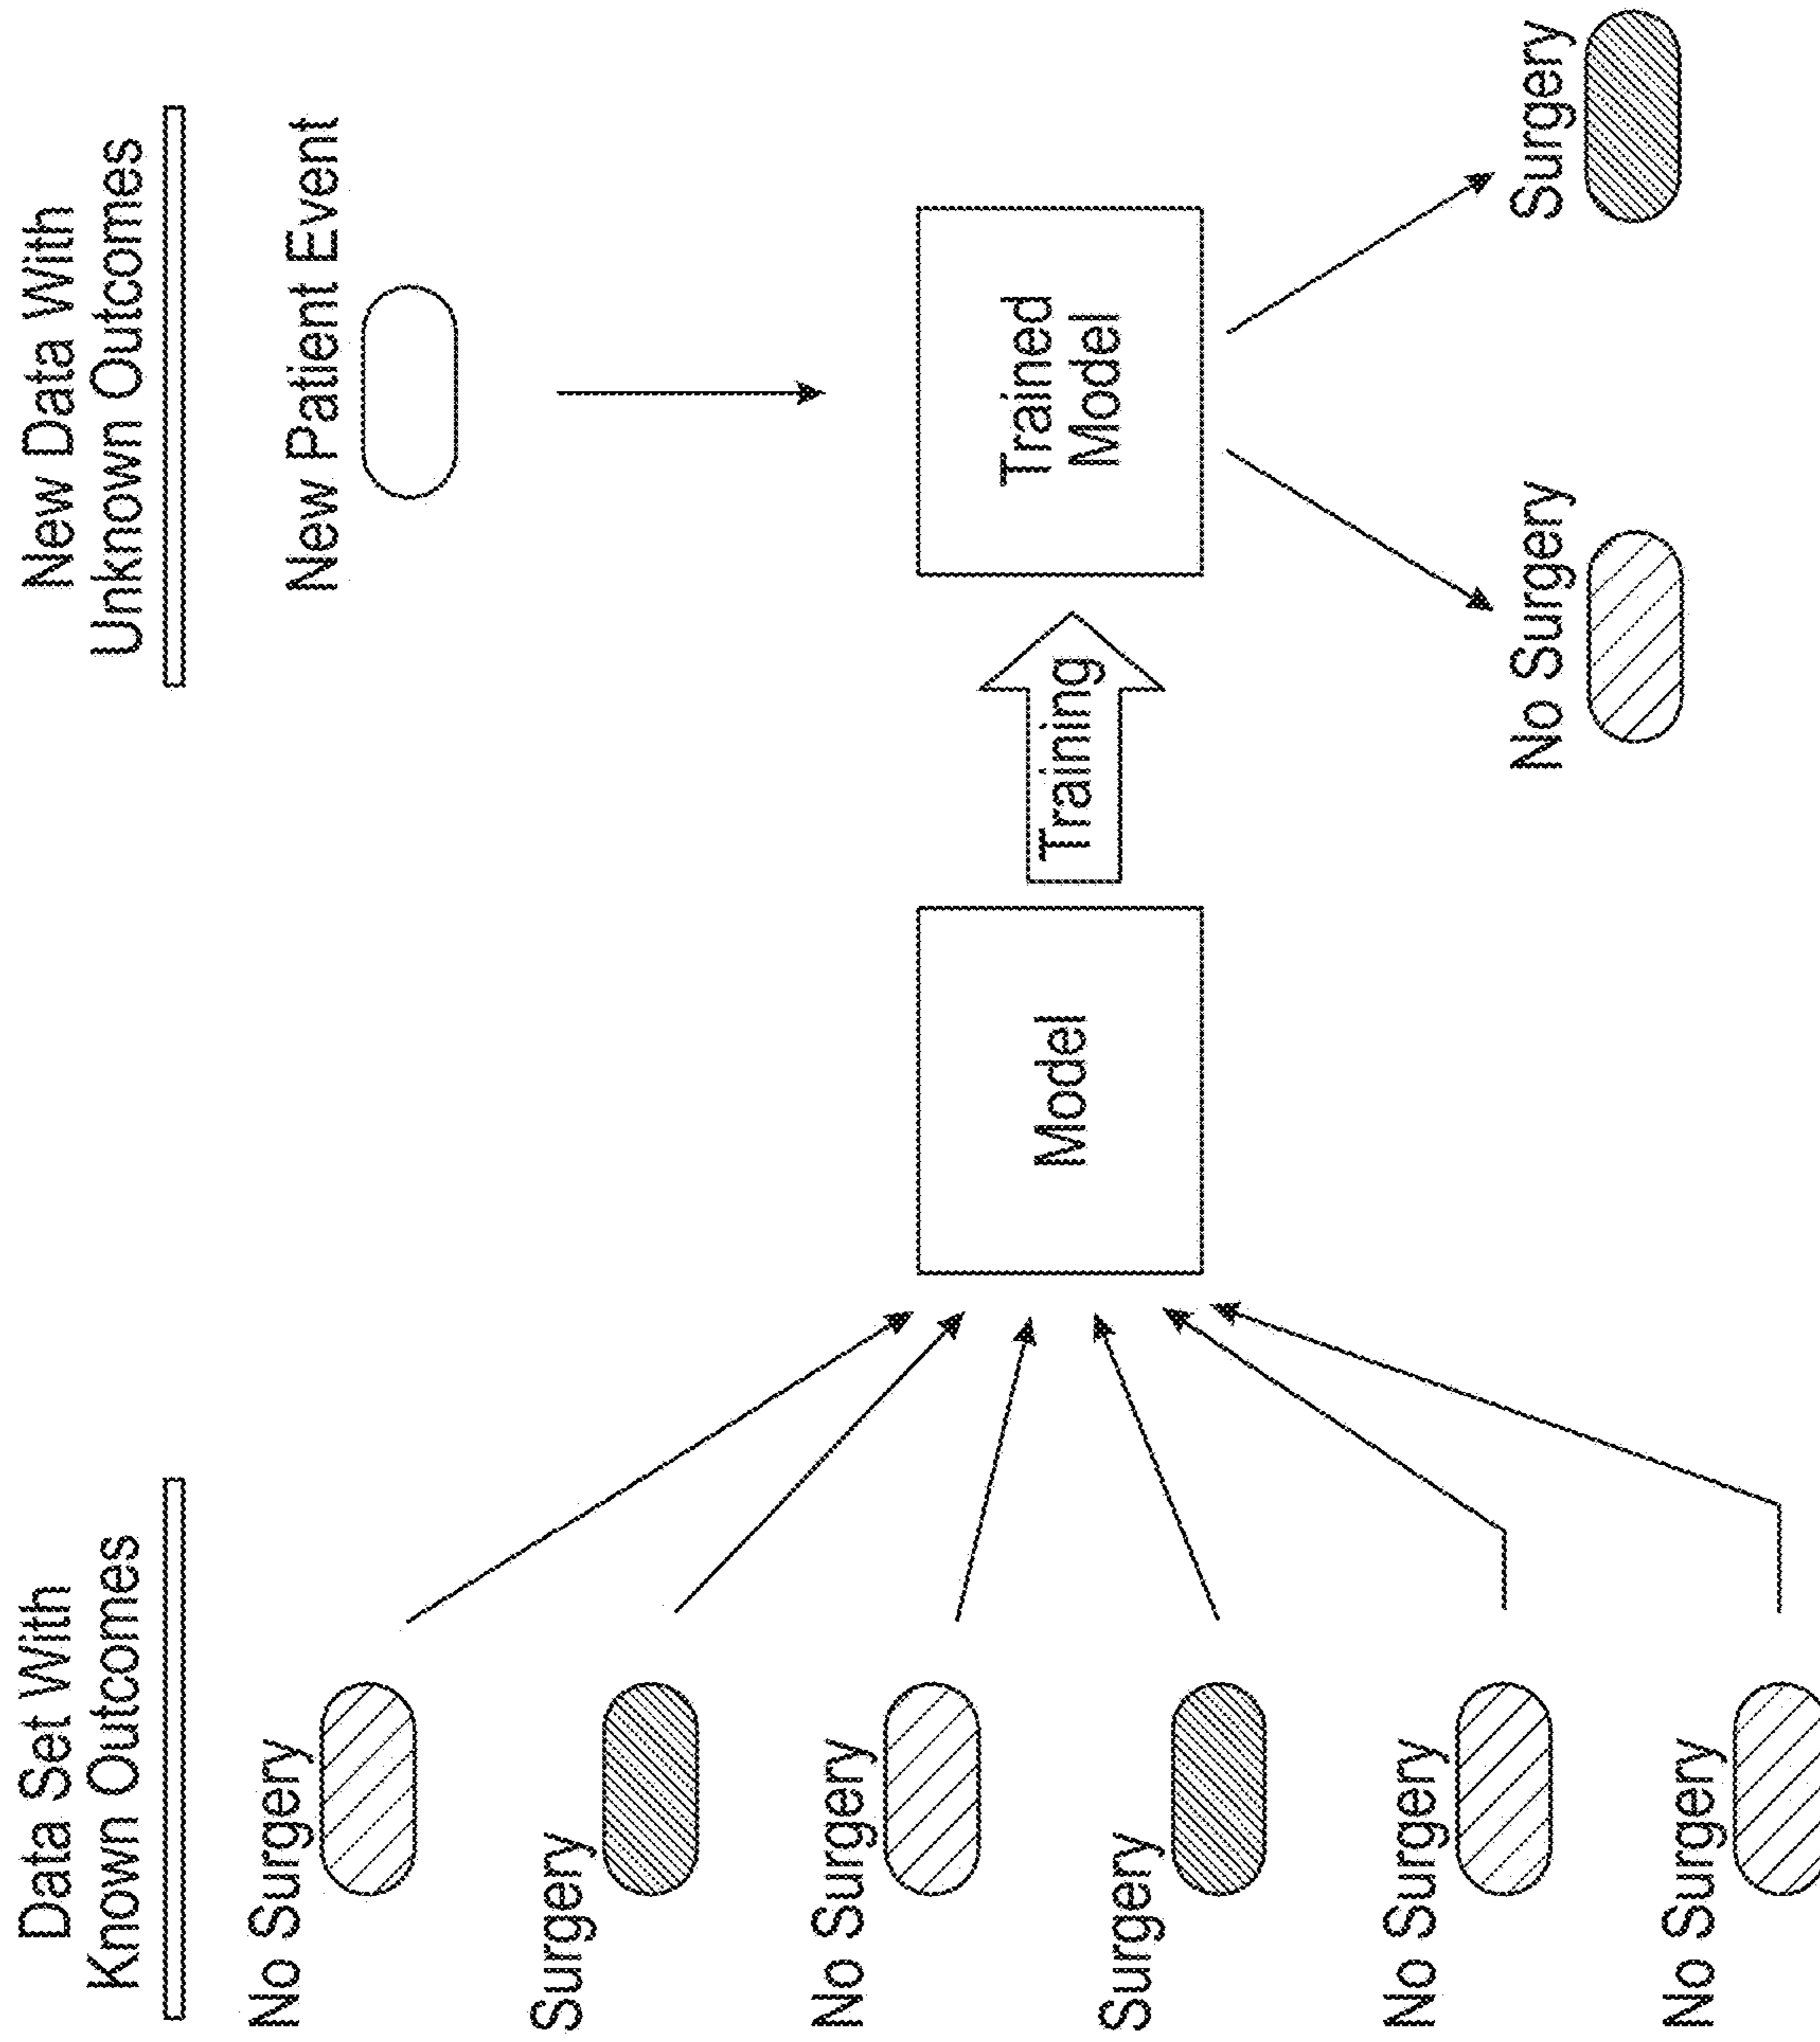 Data Set With
Known Outcomes
No Surgery
Surgery
No Surgery
Surgery
No Surgery
No Surgery
Model
Training
New Data With
Unknown Outcomes
New Patient Event
Trained
Model
No Surgery
Surgery